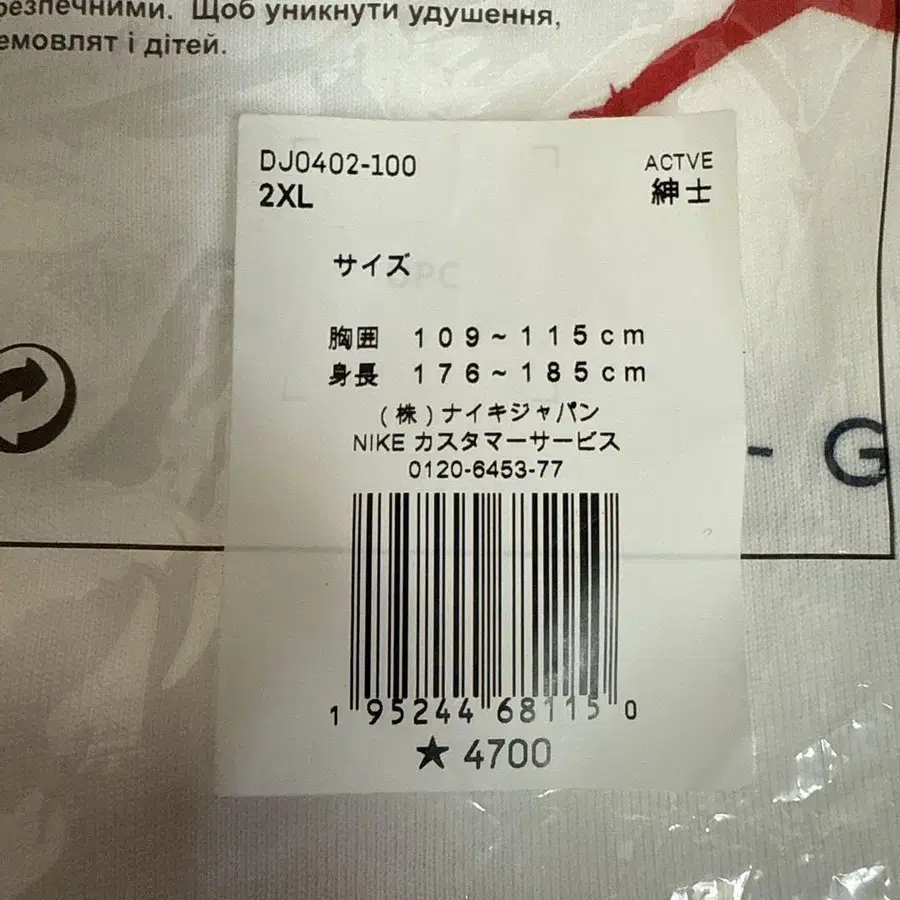 Щоб уникнути удушення,
і дітей.
DJ0402-100
ACTVE
2XL
紳士
サイズ
胸囲 109~115cm
身長 176~185cm
(株)ナイキジャパン
NIKE カスタマーサービス
0120-6453-77
- G
1 95244 68115 0
★ 4700